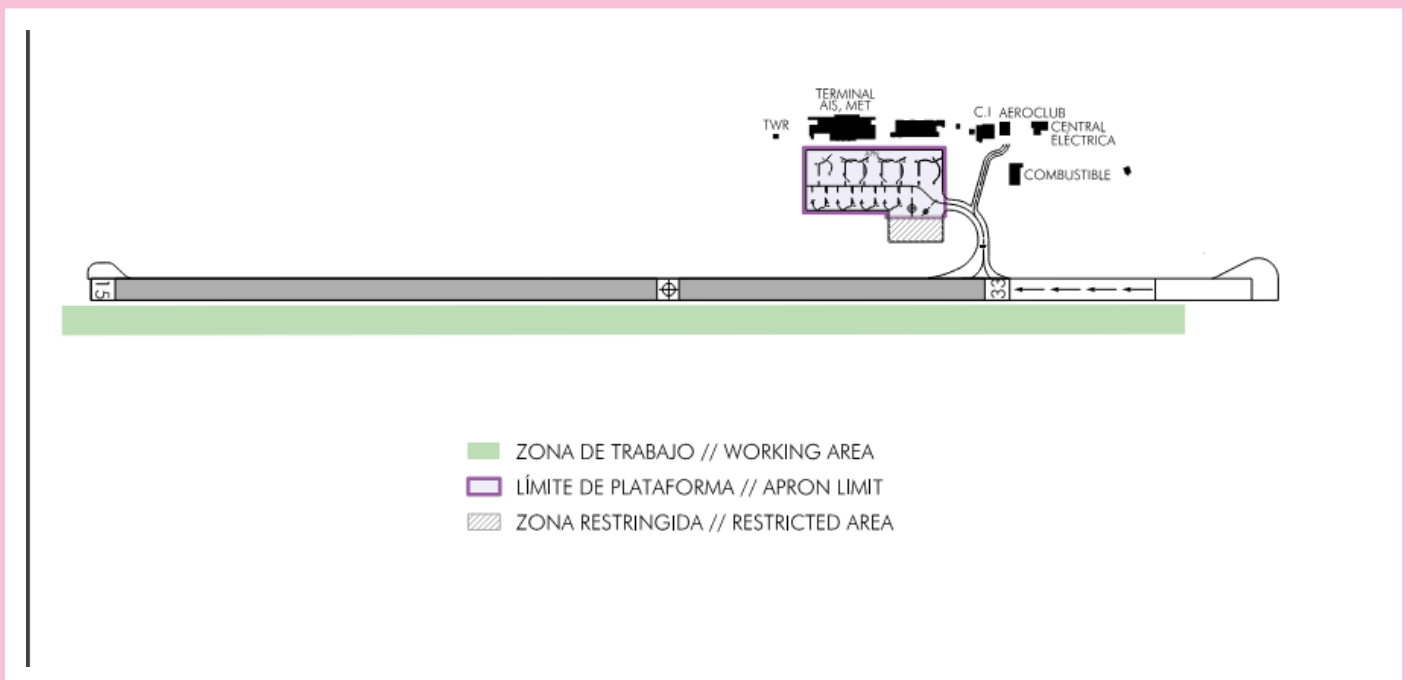 TERMINAL
AIS, MET
TWR
C.I AEROCLUB
CENTRAL
ELÉCTRICA
COMBUSTIBLE
15
33
ZONA DE TRABAJO // WORKING AREA
LÍMITE DE PLATAFORMA // APRON LIMIT
ZONA RESTRINGIDA // RESTRICTED AREA